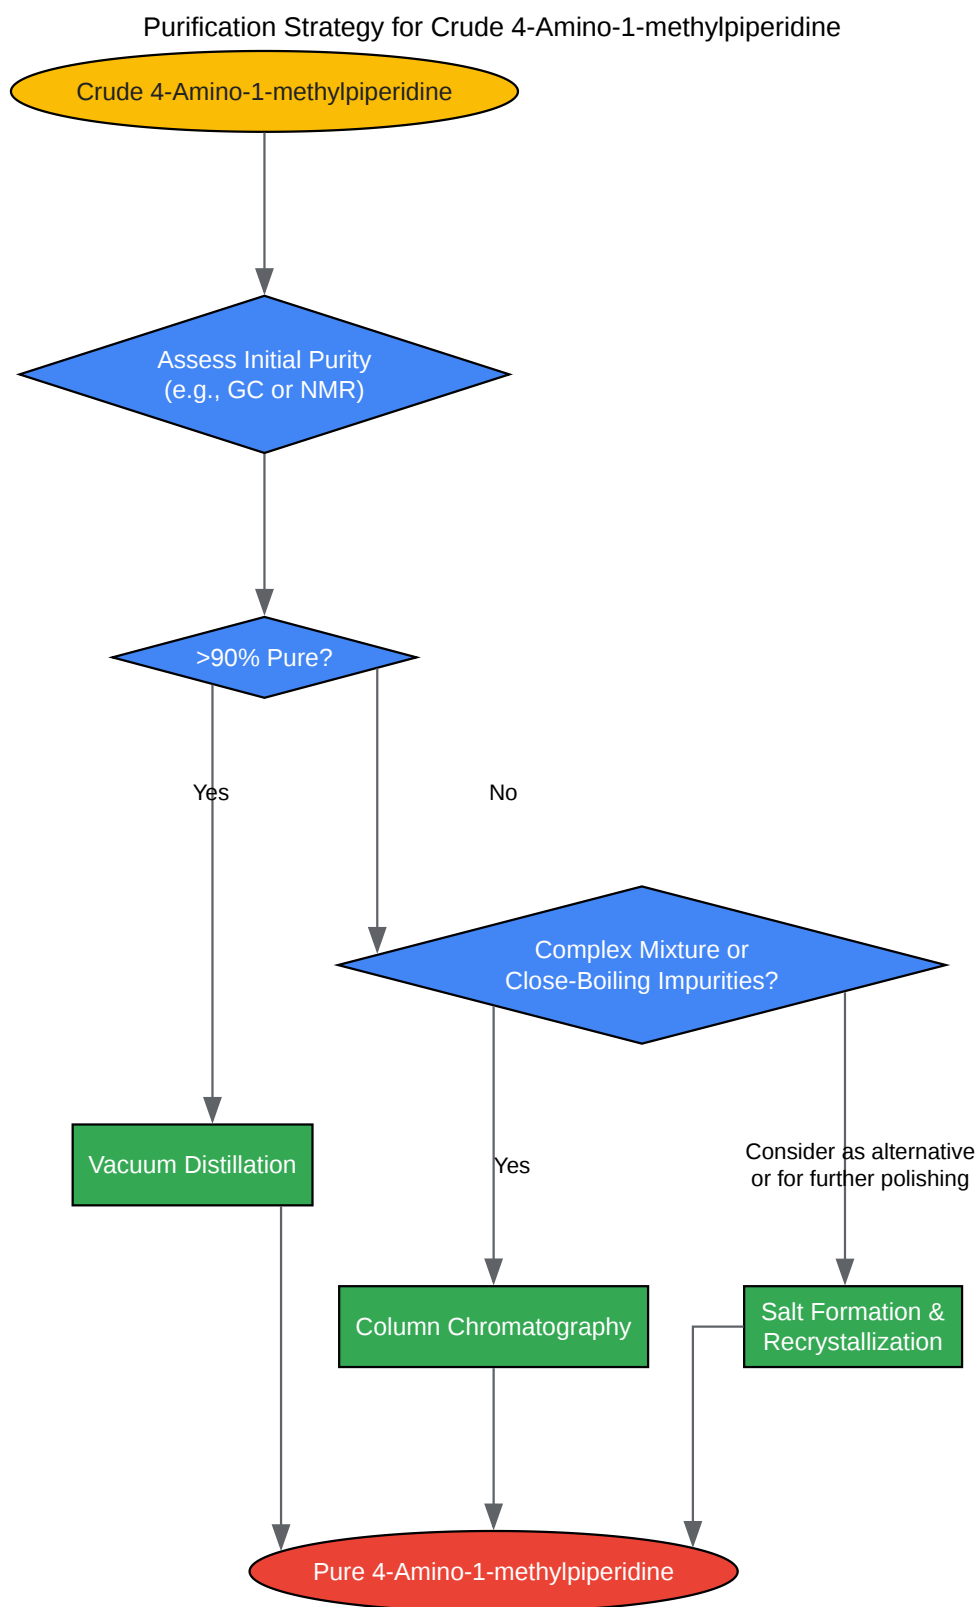 Purification Strategy for Crude 4-Amino-1-methylpiperidine
Crude 4-Amino-1-methylpiperidine
Assess Initial Purity
(e.g., GC or NMR)
>90% Pure?
Yes
No
Complex Mixture or
Close-Boiling Impurities?
Vacuum Distillation
Yes
Consider as alternative
or for further polishing
Column Chromatography
Salt Formation &
Recrystallization
Pure 4-Amino-1-methylpiperidine